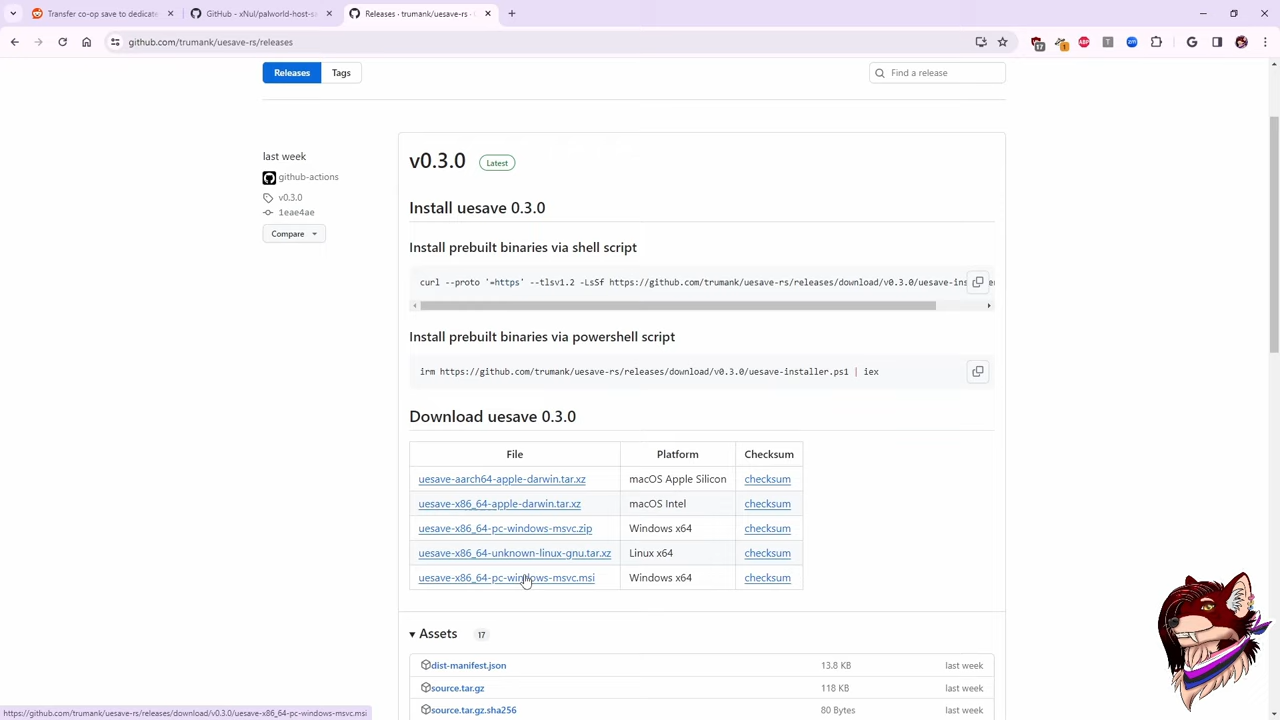 Transfer co-op save to dedicate
GitHub - xNul/palworld-host-s
Releases · trumank/uesave-rs ·
github.com/trumank/uesave-rs/releases
17
1
ABP
T
Releases
Tags
Find a release
last week
github-actions
v0.3.0
1eae4ae
Compare
v0.3.0
Latest
Install uesave 0.3.0
Install prebuilt binaries via shell script
curl --proto '=https' --tlsv1.2 -LsSf https://github.com/trumank/uesave-rs/releases/download/v0.3.0/uesave-ins
Install prebuilt binaries via powershell script
irm https://github.com/trumank/uesave-rs/releases/download/v0.3.0/uesave-installer.ps1 | iex
Download uesave 0.3.0
File Platform Checksum
uesave-aarch64-apple-darwin.tar.xz macOS Apple Silicon checksum
uesave-x86_64-apple-darwin.tar.xz macOS Intel checksum
uesave-x86_64-pc-windows-msvc.zip Windows x64 checksum
uesave-x86_64-unknown-linux-gnu.tar.xz Linux x64 checksum
uesave-x86_64-pc-windows-msvc.msi Windows x64 checksum
Assets 17
dist-manifest.json 13.8 KB last week
source.tar.gz 118 KB last week
source.tar.gz.sha256 80 Bytes last week
https://github.com/trumank/uesave-rs/releases/download/v0.3.0/uesave-x86_64-pc-windows-msvc.msi